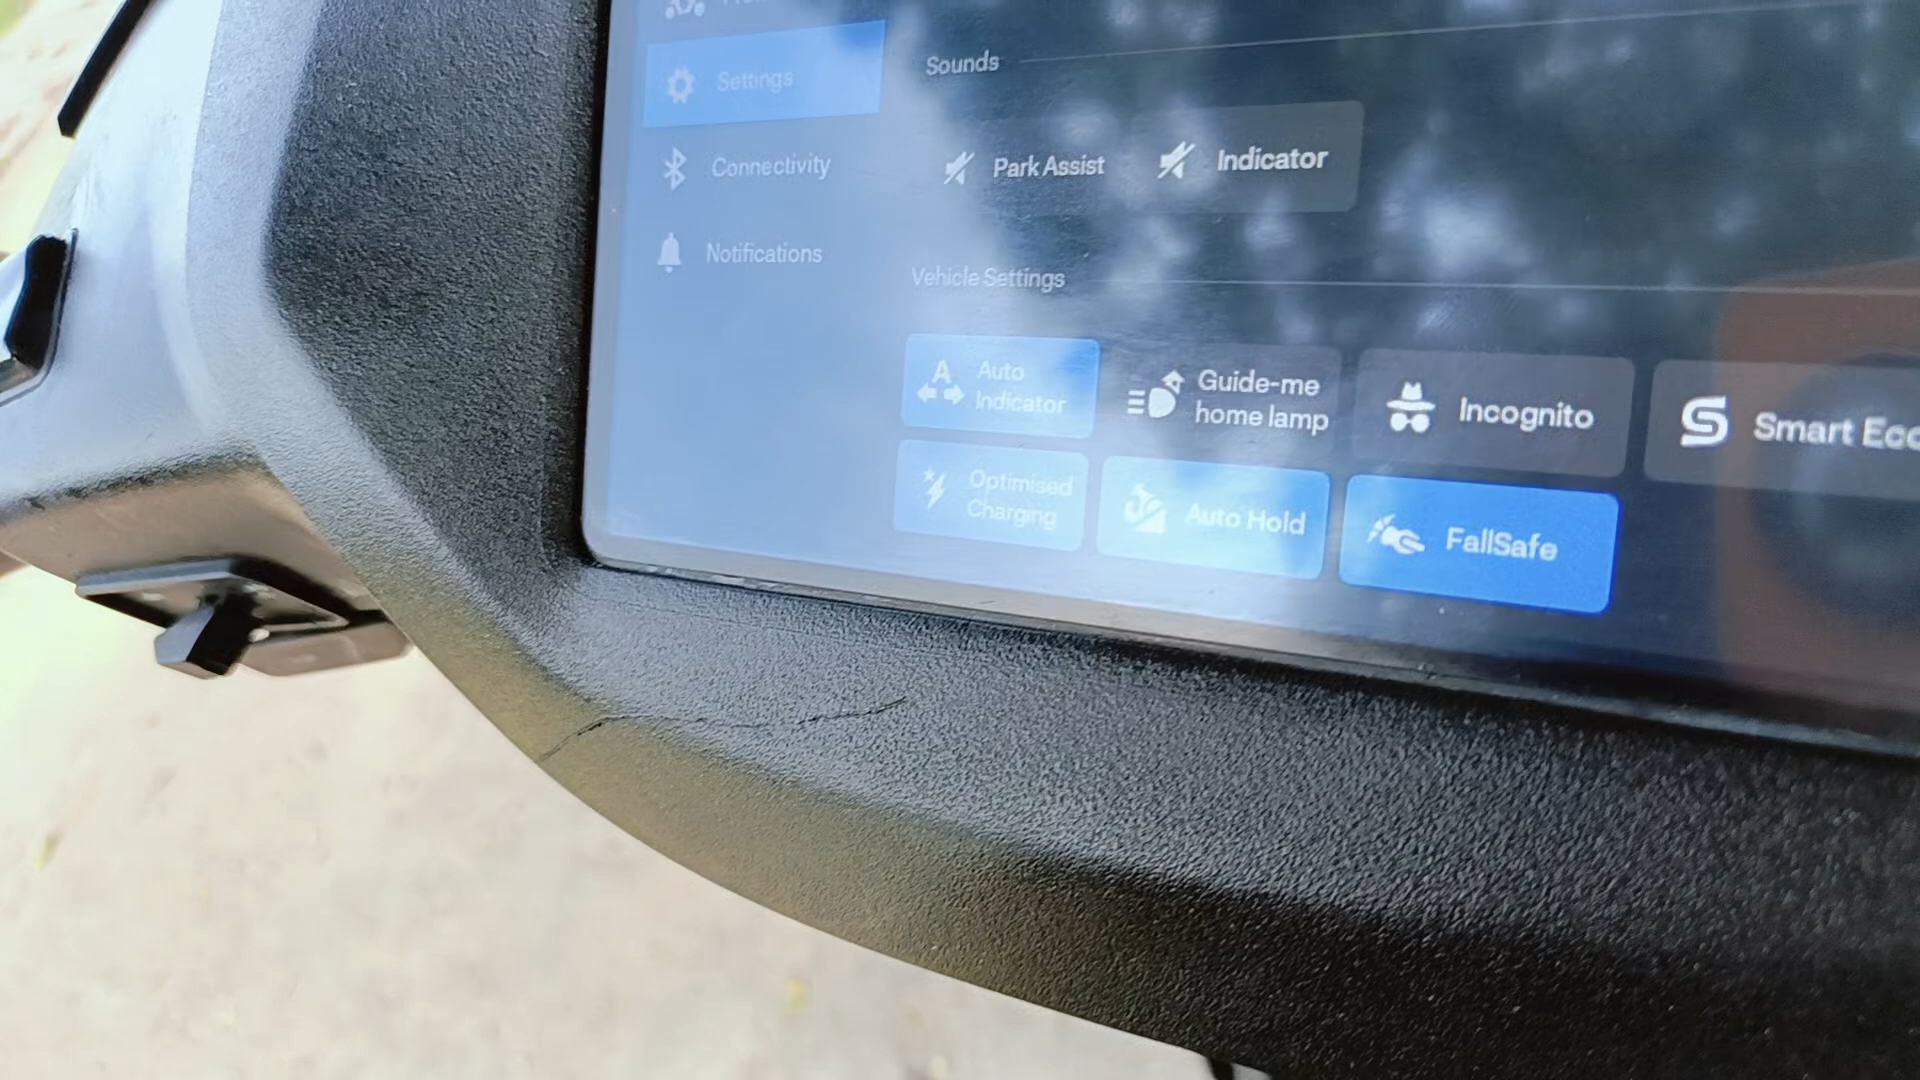 Settings
Connectivity
Notifications
Sounds
Park Assist
Indicator
Vehicle Settings
Auto
Indicator
Guide-me
home lamp
Incognito
Smart
Optimised
Charging
Auto Hold
FallSafe